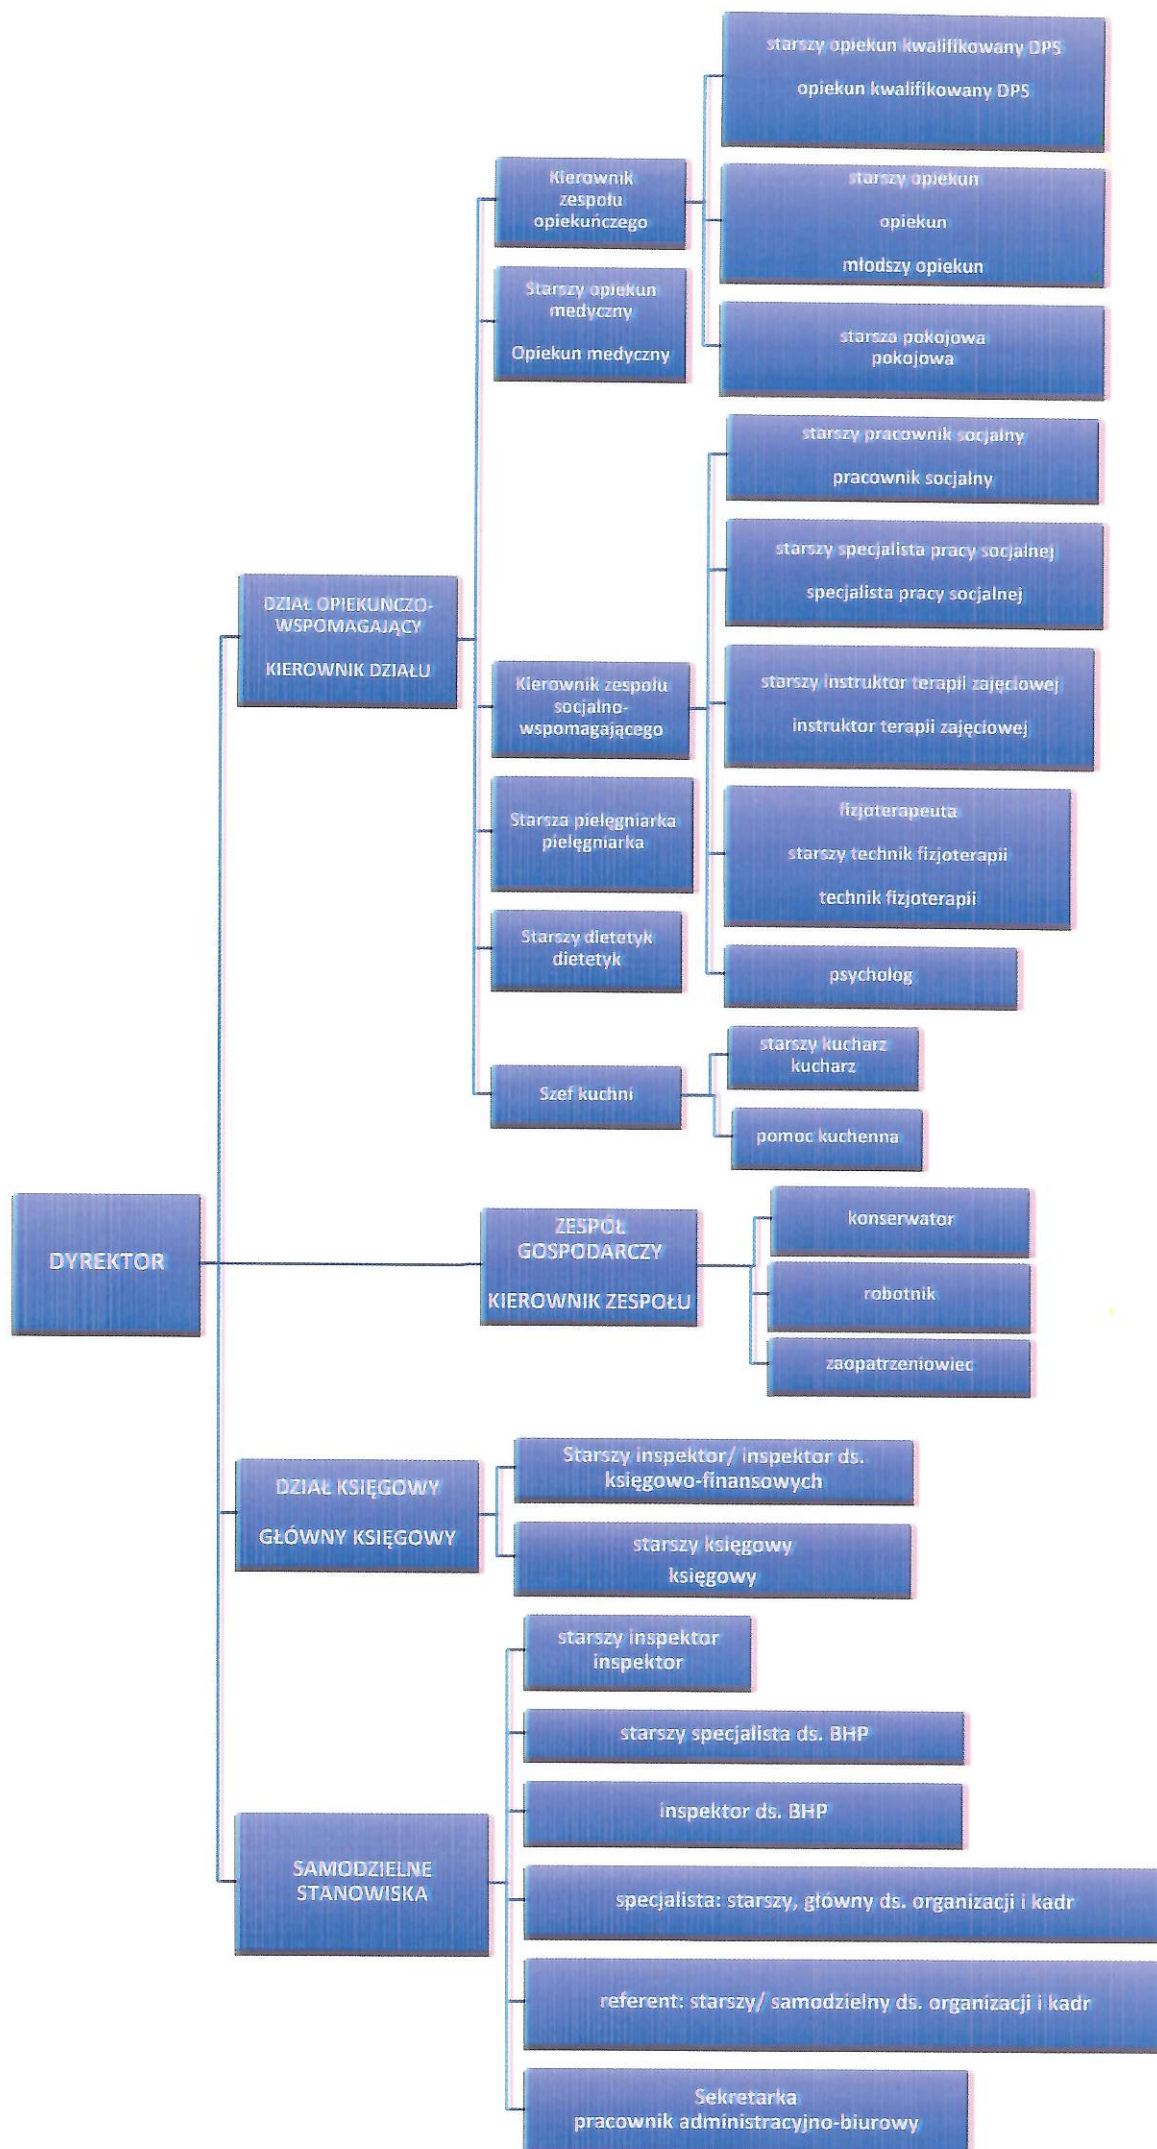 starszy opiekun kwalifikowany DPS
opiekun kwalifikowany DPS
Kierownik
zespołu
opiekuńczego
starszy opiekun
opiekun
młodszy opiekun
Starszy opiekun
medyczny
Opiekun medyczny
starsza pokojowa
pokojowa
starszy pracownik socjalny
pracownik socjalny
starszy specjalista pracy socjalnej
specjalista pracy socjalnej
DZIAŁ OPIEKUŃCZO-
WSPOMAGAJĄCY
KIEROWNIK DZIAŁU
Kierownik zespołu
socjalno-
wspomagającego
starszy instruktor terapii zajęciowej
instruktor terapii zajęciowej
Starsza pielęgniarka
pielęgniarka
fizjoterapeuta
starszy technik fizjoterapii
technik fizjoterapii
Starszy dietetyk
dietetyk
psycholog
Szef kuchni
starszy kucharz
kucharz
pomoc kuchenna
DYREKTOR
ZESPÓŁ
GOSPODARCZY
KIEROWNIK ZESPOŁU
konserwator
robotnik
zaopatrzeniowiec
DZIAŁ KSIĘGOWY
GŁÓWNY KSIĘGOWY
Starszy inspektor/ inspektor ds.
księgowo-finansowych
starszy księgowy
księgowy
starszy inspektor
inspektor
starszy specjalista ds. BHP
inspektor ds. BHP
SAMODZIELNE
STANOWISKA
specjalista: starszy, główny ds. organizacji i kadr
referent: starszy/ samodzielny ds. organizacji i kadr
Sekretarka
pracownik administracyjno-biurowy